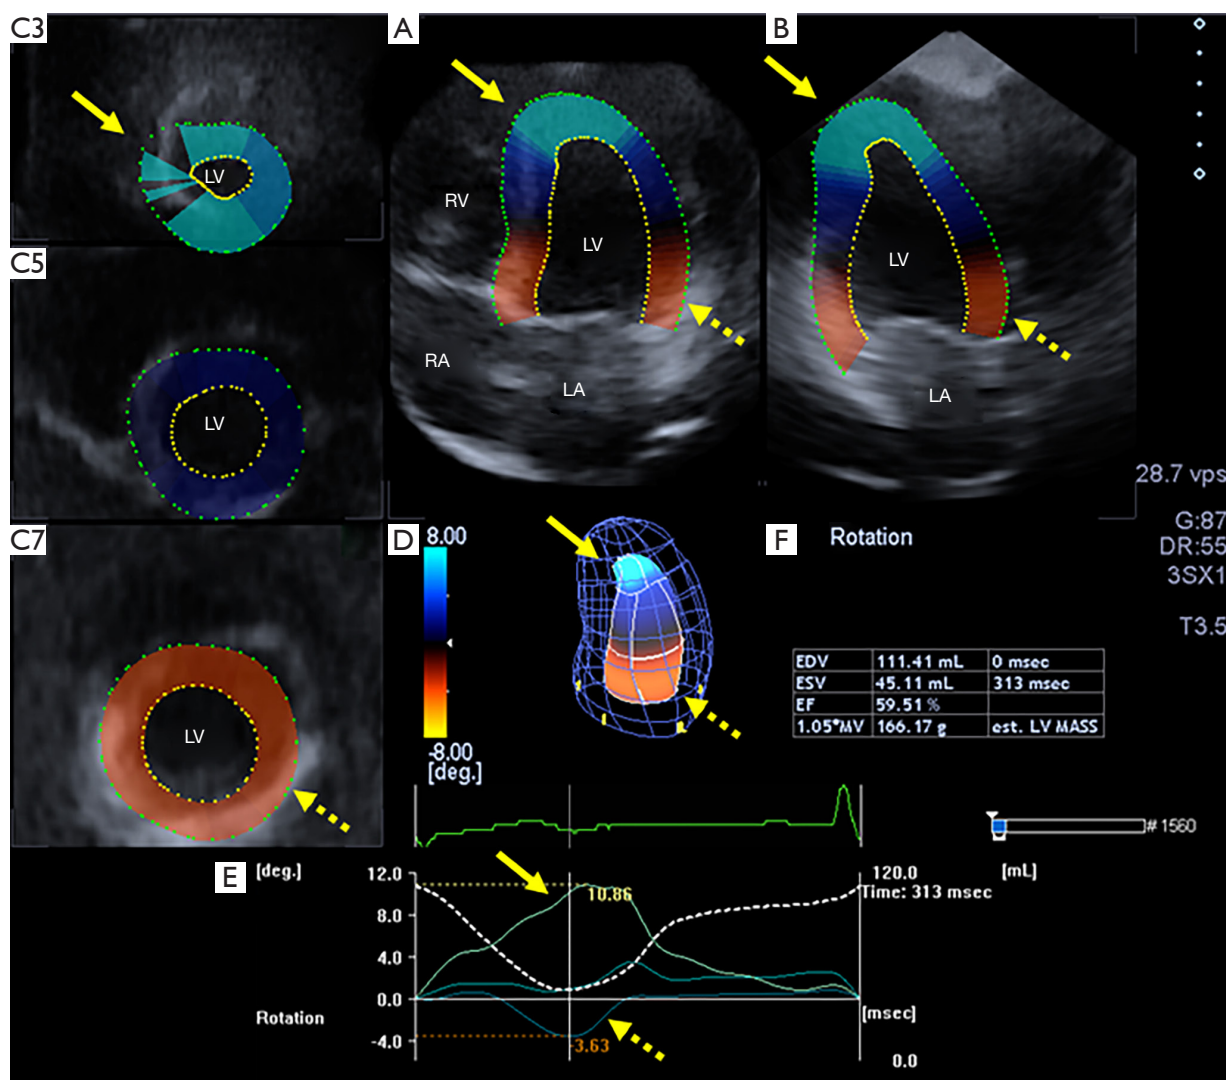 C3
A
B
LV
RV
LV
LV
C5
LV
RA
LA
LA
28.7 vps
G:87
DR:55
3SX1
T3.5
C7
LV
D
8.00
-8.00
[deg.]
F
Rotation
EDV 111.41 mL 0 msec
ESV 45.11 mL 313 msec
EF 59.51 %
1.05*MV 166.17 g est. LV MASS
# 1560
E
[deg.]
12.0
8.0
4.0
0.0
-4.0
Rotation
10.86
-3.63
120.0
[mL]
Time: 313 msec
[msec]
0.0